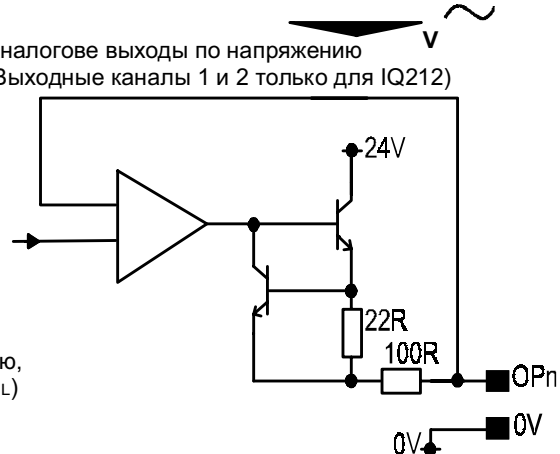 V
налогове выходы по напряжению
Выходные каналы 1 и 2 только для IQ212)
24V
22R
100R
ю,
L)
OPn
0V
0V